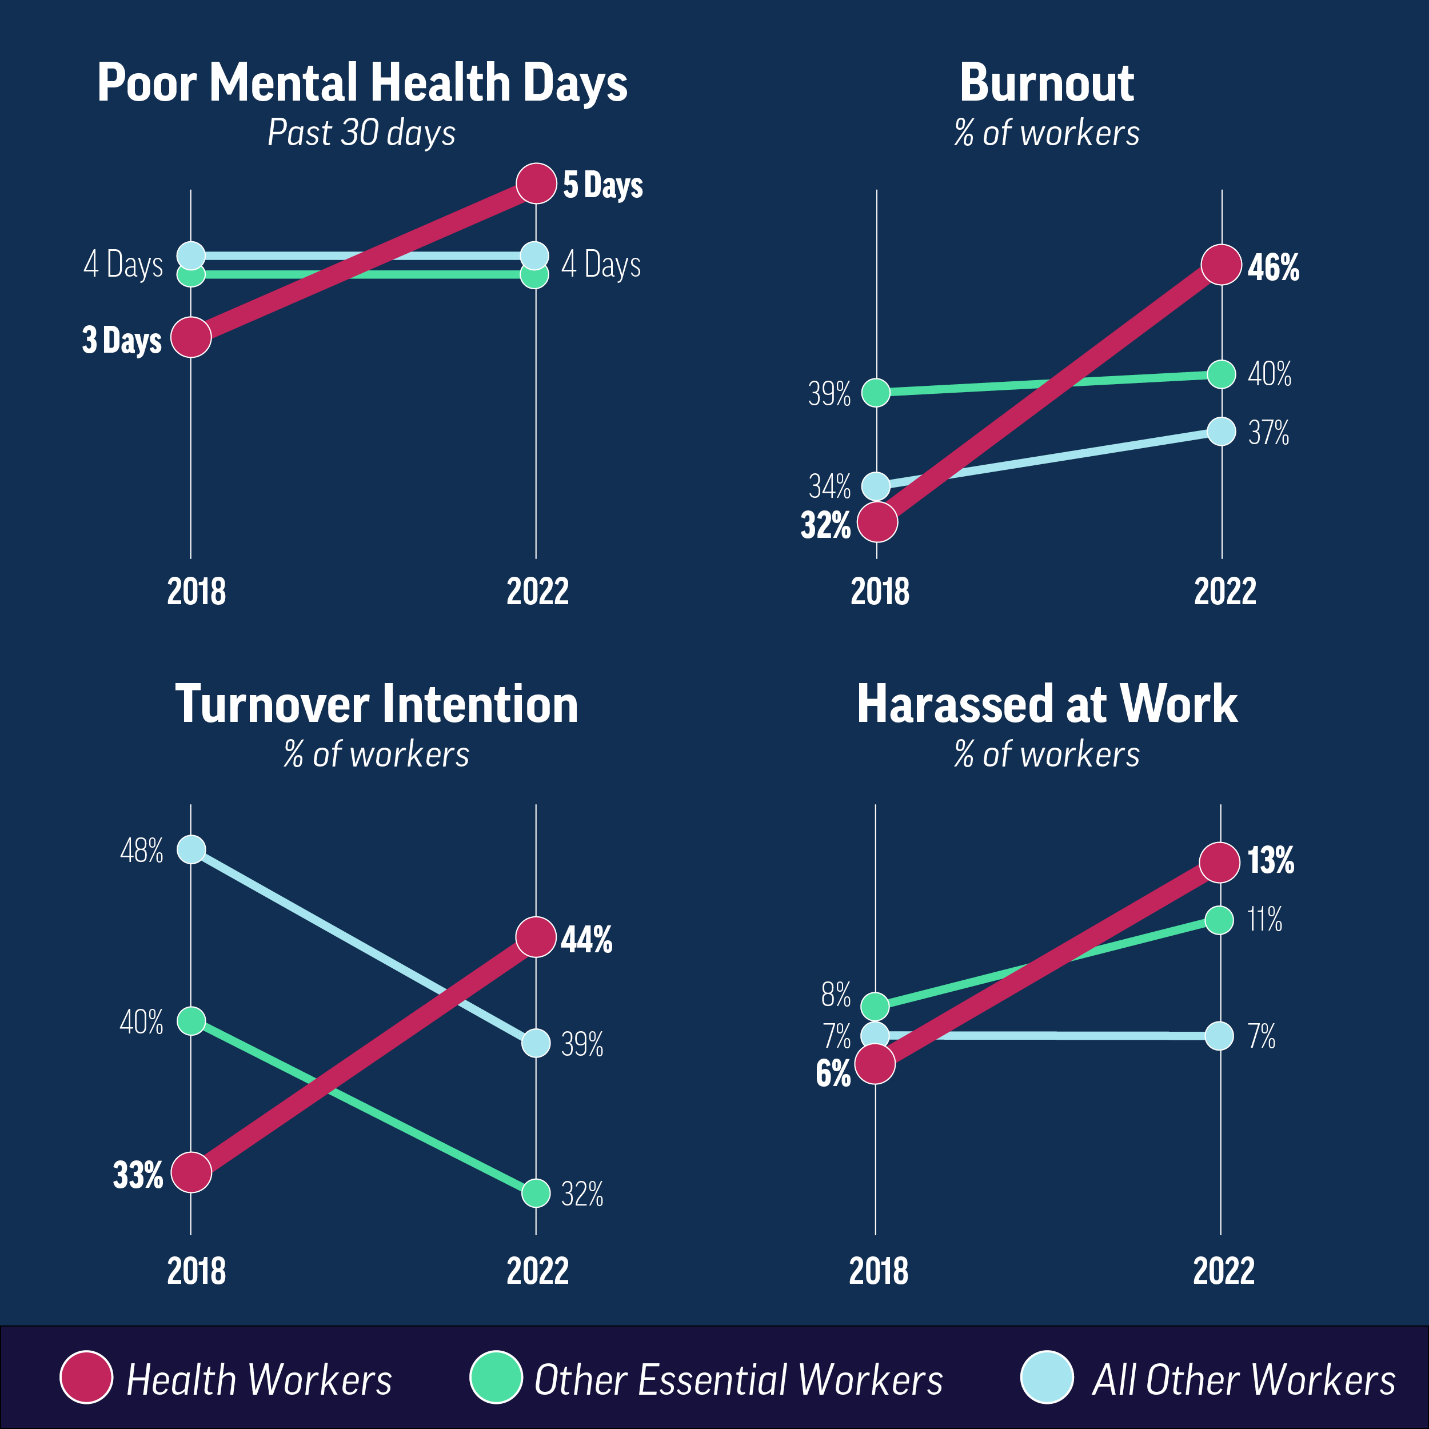 Poor Mental Health Days
Past 30 days
5 Days
4 Days
4 Days
3 Days
2018
2022
Burnout
% of workers
46%
39%
40%
37%
34%
32%
2018
2022
Turnover Intention
% of workers
48%
44%
40%
39%
33%
32%
2018
2022
Harassed at Work
% of workers
13%
11%
8%
7%
7%
6%
2018
2022
Health Workers
Other Essential Workers
All Other Workers